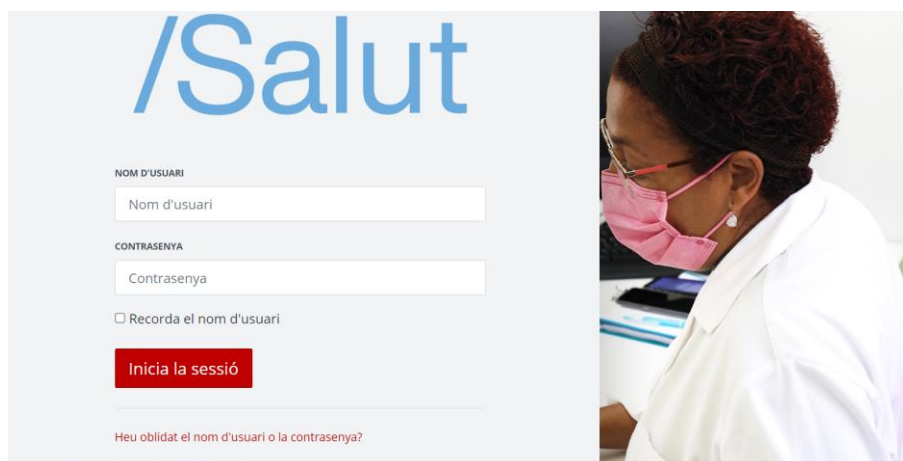 /Salut
NOM D'USUARI
Nom d'usuari
CONTRASENYA
Contrasenya
Recorda el nom d'usuari
Inicia la sessió
Heu oblidat el nom d'usuari o la contrasenya?